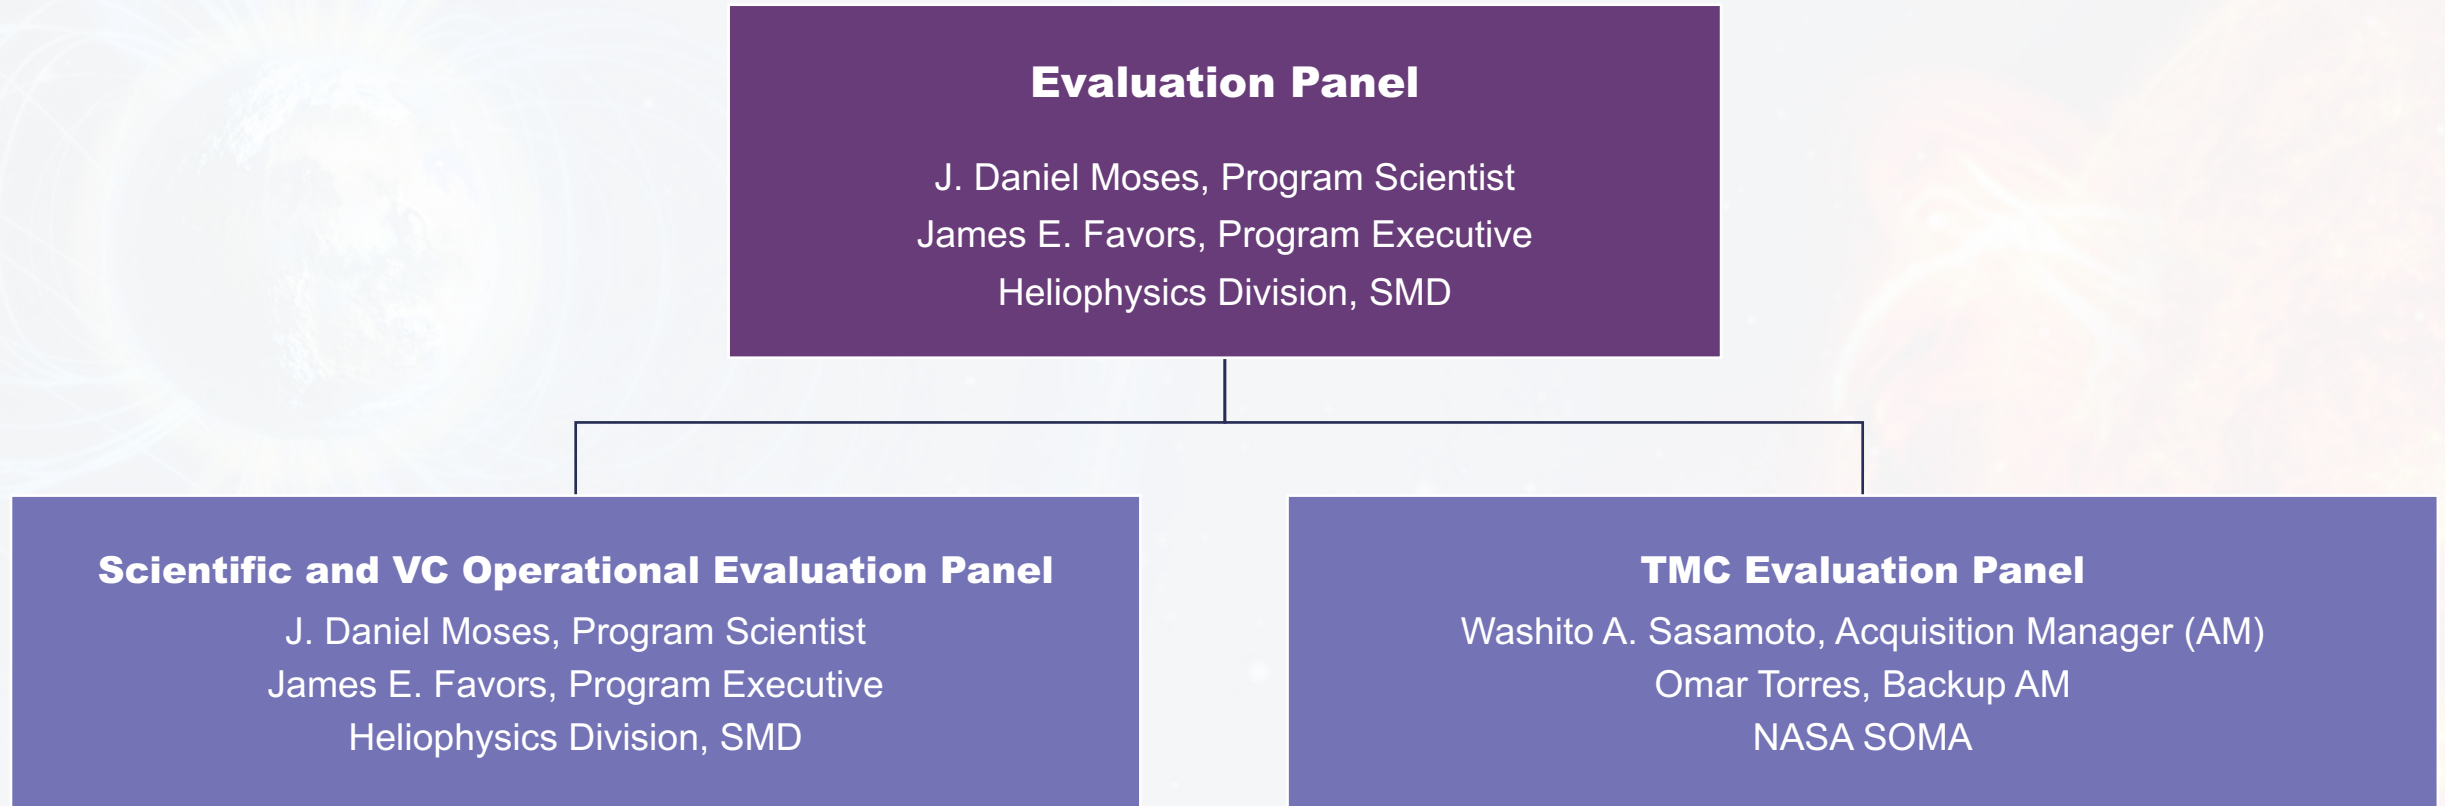 Evaluation Panel
J. Daniel Moses, Program Scientist
James E. Favors, Program Executive
Heliophysics Division, SMD
Scientific and VC Operational Evaluation Panel
J. Daniel Moses, Program Scientist
James E. Favors, Program Executive
Heliophysics Division, SMD
TMC Evaluation Panel
Washito A. Sasamoto, Acquisition Manager (AM)
Omar Torres, Backup AM
NASA SOMA